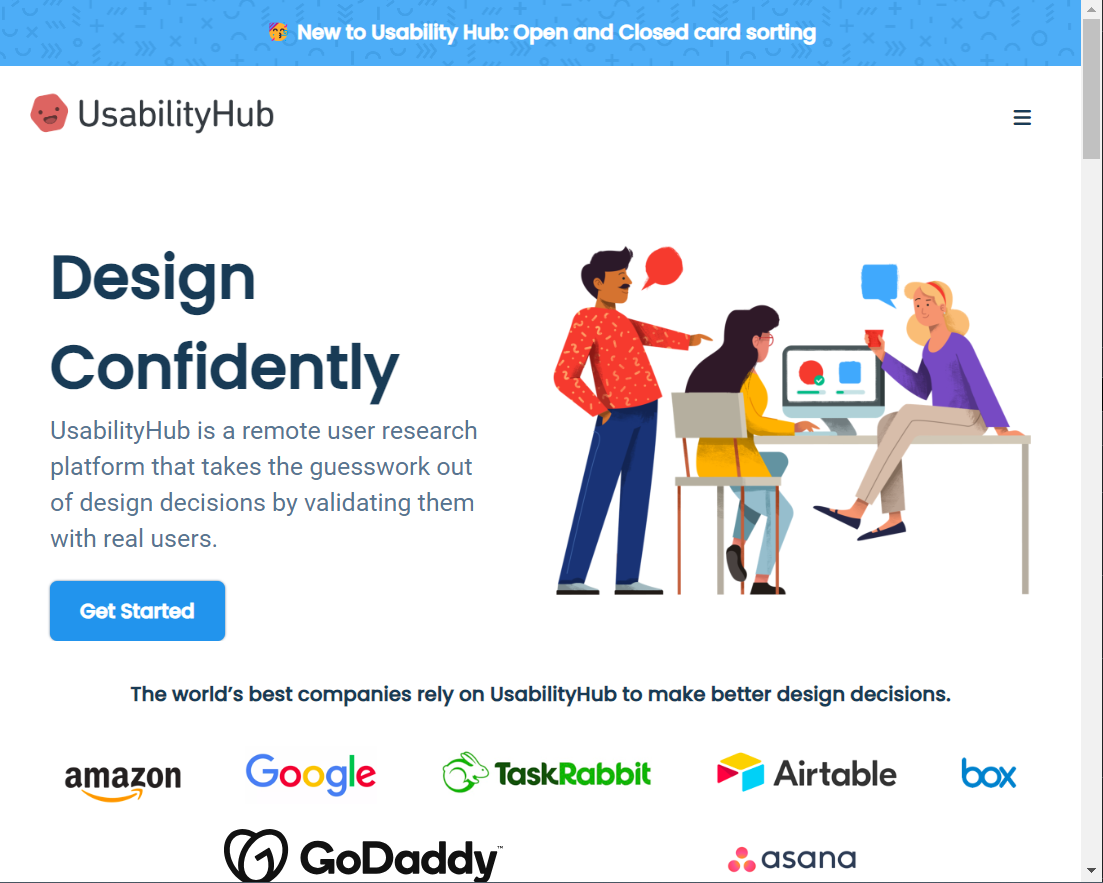 🥳 New to Usability Hub: Open and Closed card sorting
UsabilityHub
Design
Confidently
UsabilityHub is a remote user research
platform that takes the guesswork out
of design decisions by validating them
with real users.
Get Started
The world’s best companies rely on UsabilityHub to make better design decisions.
amazon
Google
TaskRabbit
Airtable
box
GoDaddy™
asana